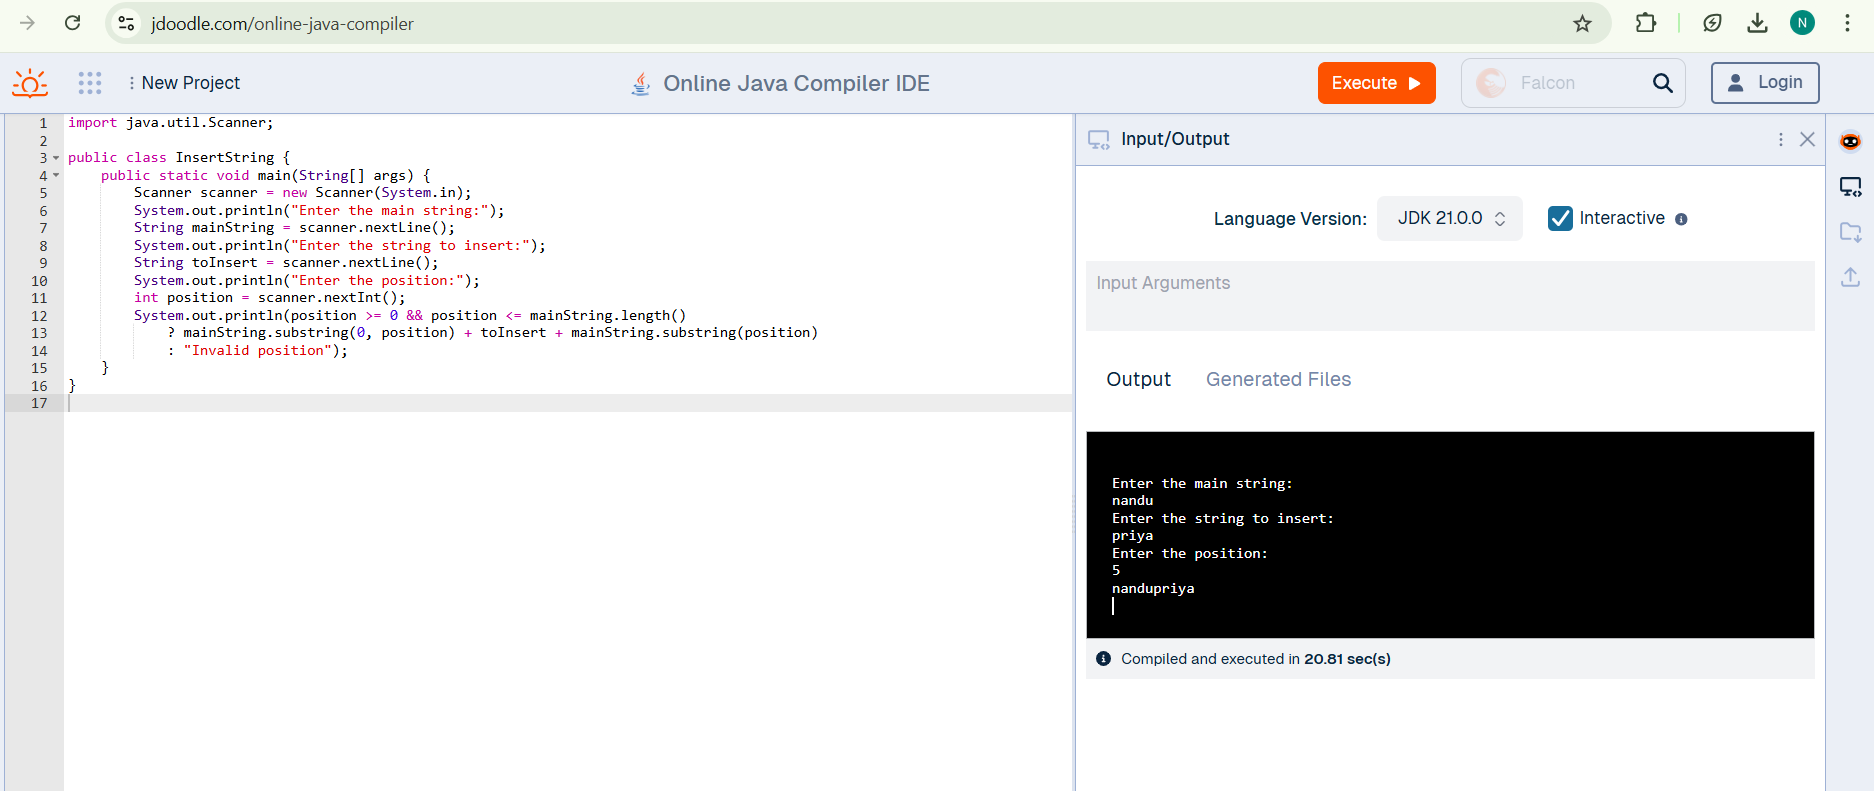 jdoodle.com/online-java-compiler
N
New Project
Online Java Compiler IDE
Execute
Falcon
Login
1 import java.util.Scanner;
2
3 public class InsertString {
4 public static void main(String[] args) {
5 Scanner scanner = new Scanner(System.in);
6 System.out.println("Enter the main string:");
7 String mainString = scanner.nextLine();
8 System.out.println("Enter the string to insert:");
9 String toInsert = scanner.nextLine();
10 System.out.println("Enter the position:");
11 int position = scanner.nextInt();
12 System.out.println(position >= 0 && position <= mainString.length()
13 ? mainString.substring(0, position) + toInsert + mainString.substring(position)
14 : "Invalid position");
15 }
16 }
17
Input/Output
Language Version: JDK 21.0.0 Interactive
Input Arguments
Output Generated Files
Enter the main string:
nandu
Enter the string to insert:
priya
Enter the position:
5
nandupriya
Compiled and executed in 20.81 sec(s)